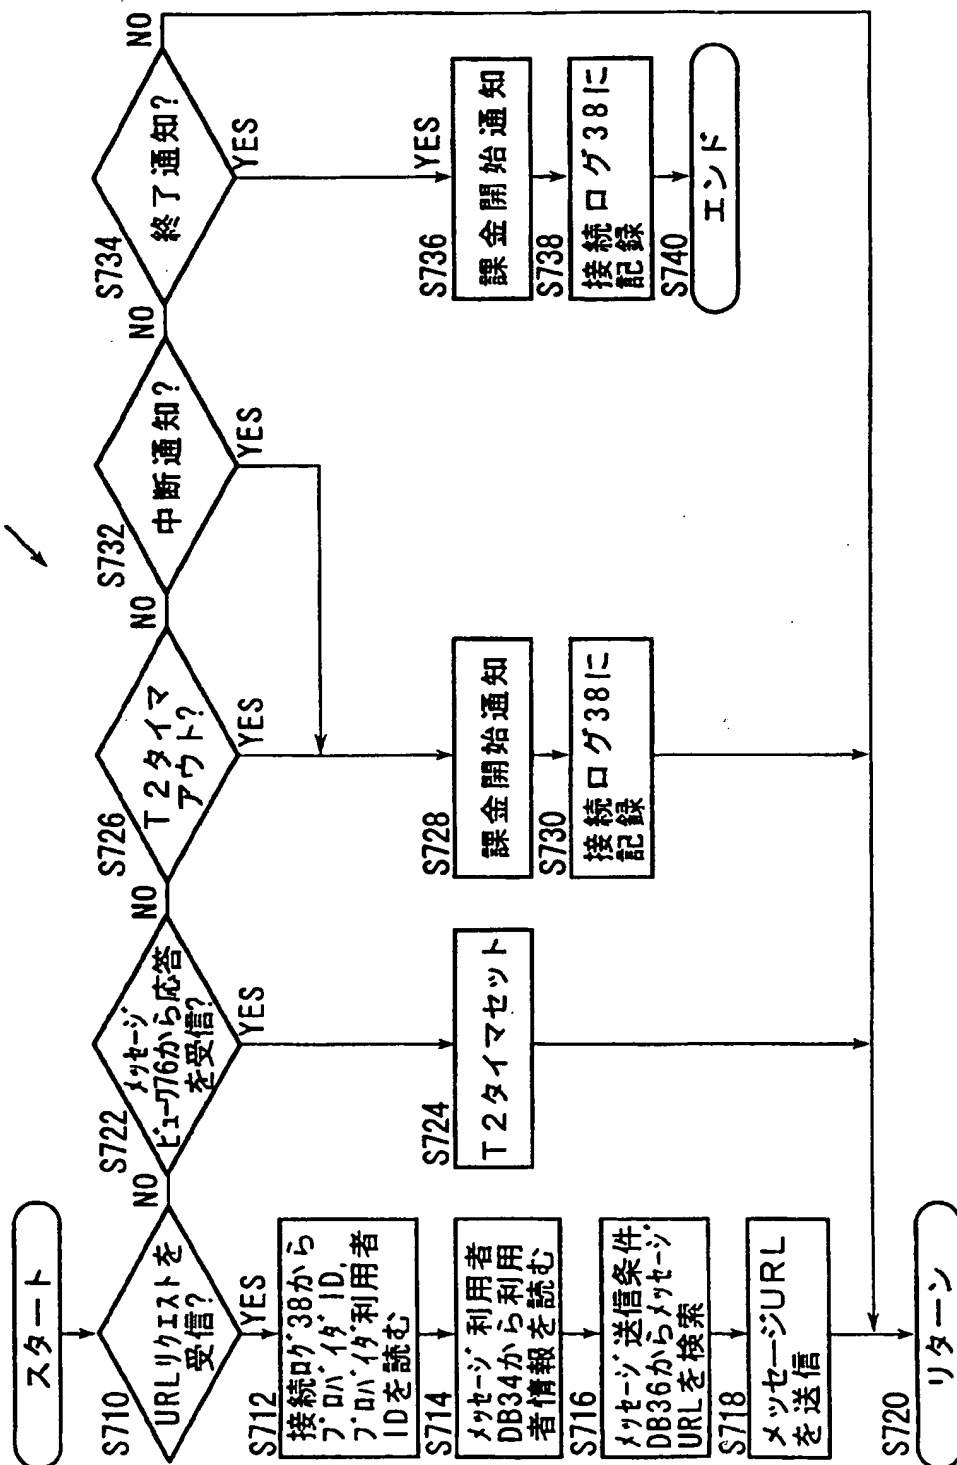 スタート
S710
URLリクエストを
受信?
YES
NO
S712
接続ログ38から
プロバイダID,
プロバイダ利用者
IDを読む
S714
メッセージ利用者
DB34から利用
者情報を読む
S716
メッセージ送信条件
DB36からメッセージ
URLを検索
S718
メッセージURL
を送信
S720
リターン
S722
メッセージ
ビューワ76から応答
を受信?
YES
NO
S724
T2タイマセット
S726
T2タイマ
アウト?
YES
NO
S728
課金開始通知
S730
接続ログ38に
記録
S732
中断通知?
YES
NO
S734
終了通知?
YES
NO
YES
S736
課金開始通知
S738
接続ログ38に
記録
S740
エンド